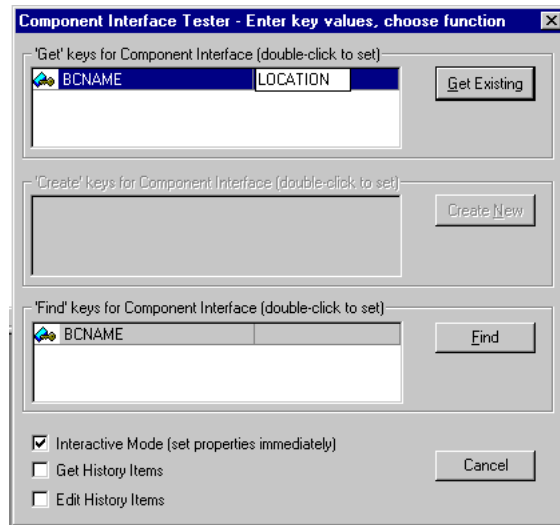 Component Interface Tester - Enter key values, choose function
'Get' keys for Component Interface (double-click to set)
BCNAME LOCATION
Get Existing
'Create' keys for Component Interface (double-click to set)
Create New
'Find' keys for Component Interface (double-click to set)
BCNAME
Find
Interactive Mode (set properties immediately)
Get History Items
Cancel
Edit History Items